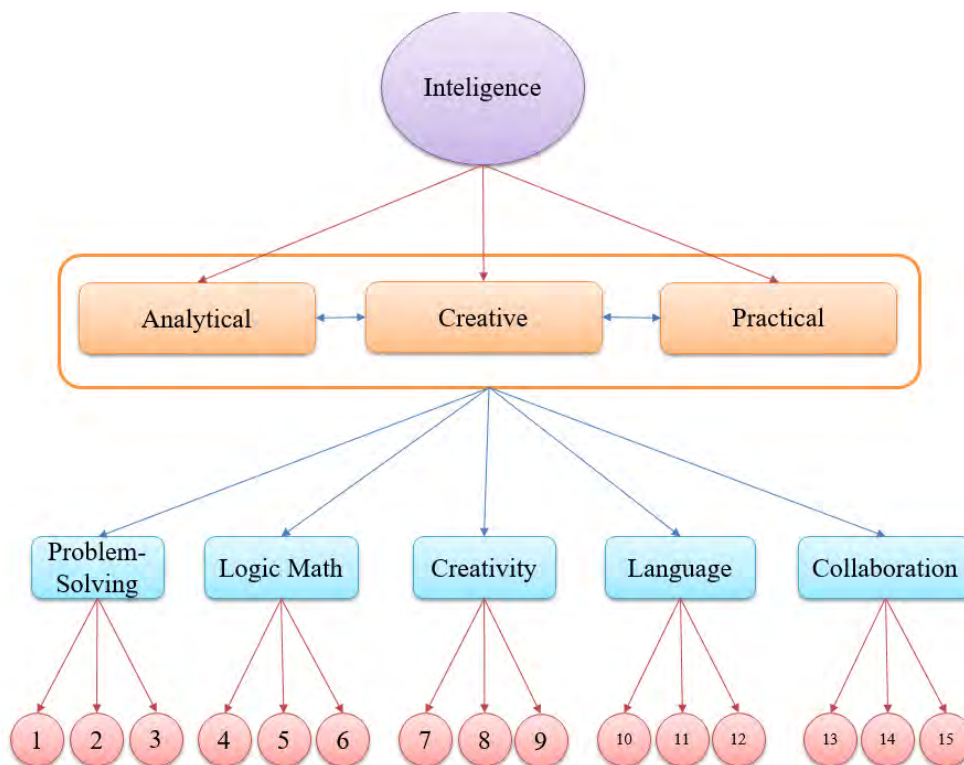 Inteligence
Analytical
Creative
Practical
Problem-
Solving
Logic Math
Creativity
Language
Collaboration
1
2
3
4
5
6
7
8
9
10
11
12
13
14
15